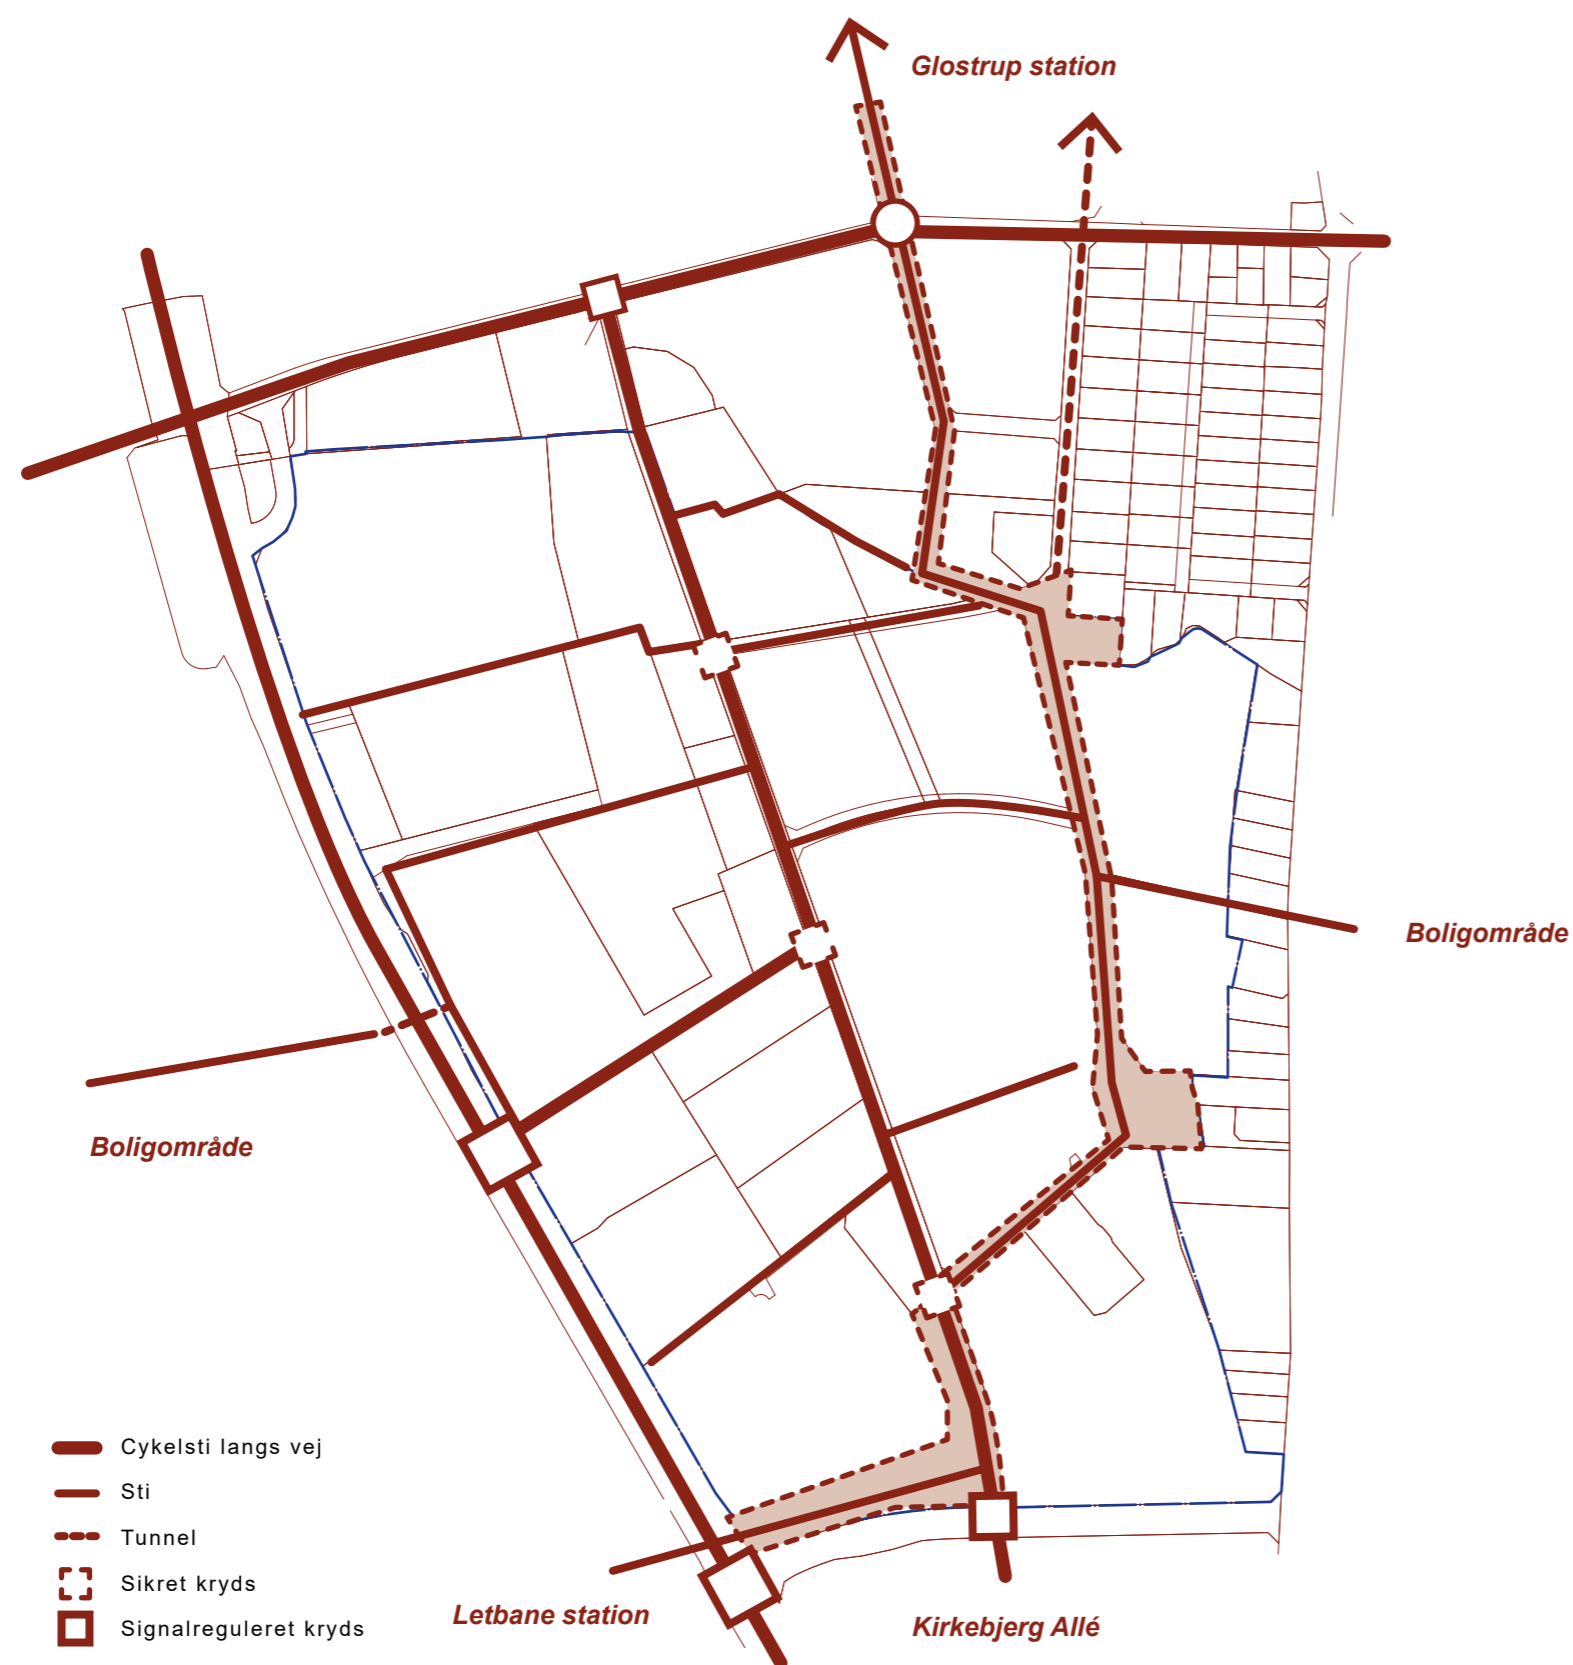 Glostrup station
Boligområde
Boligområde
Cykelsti langs vej
Sti
Tunnel
Sikret kryds
Signalreguleret kryds
Letbane station
Kirkebjerg Allé